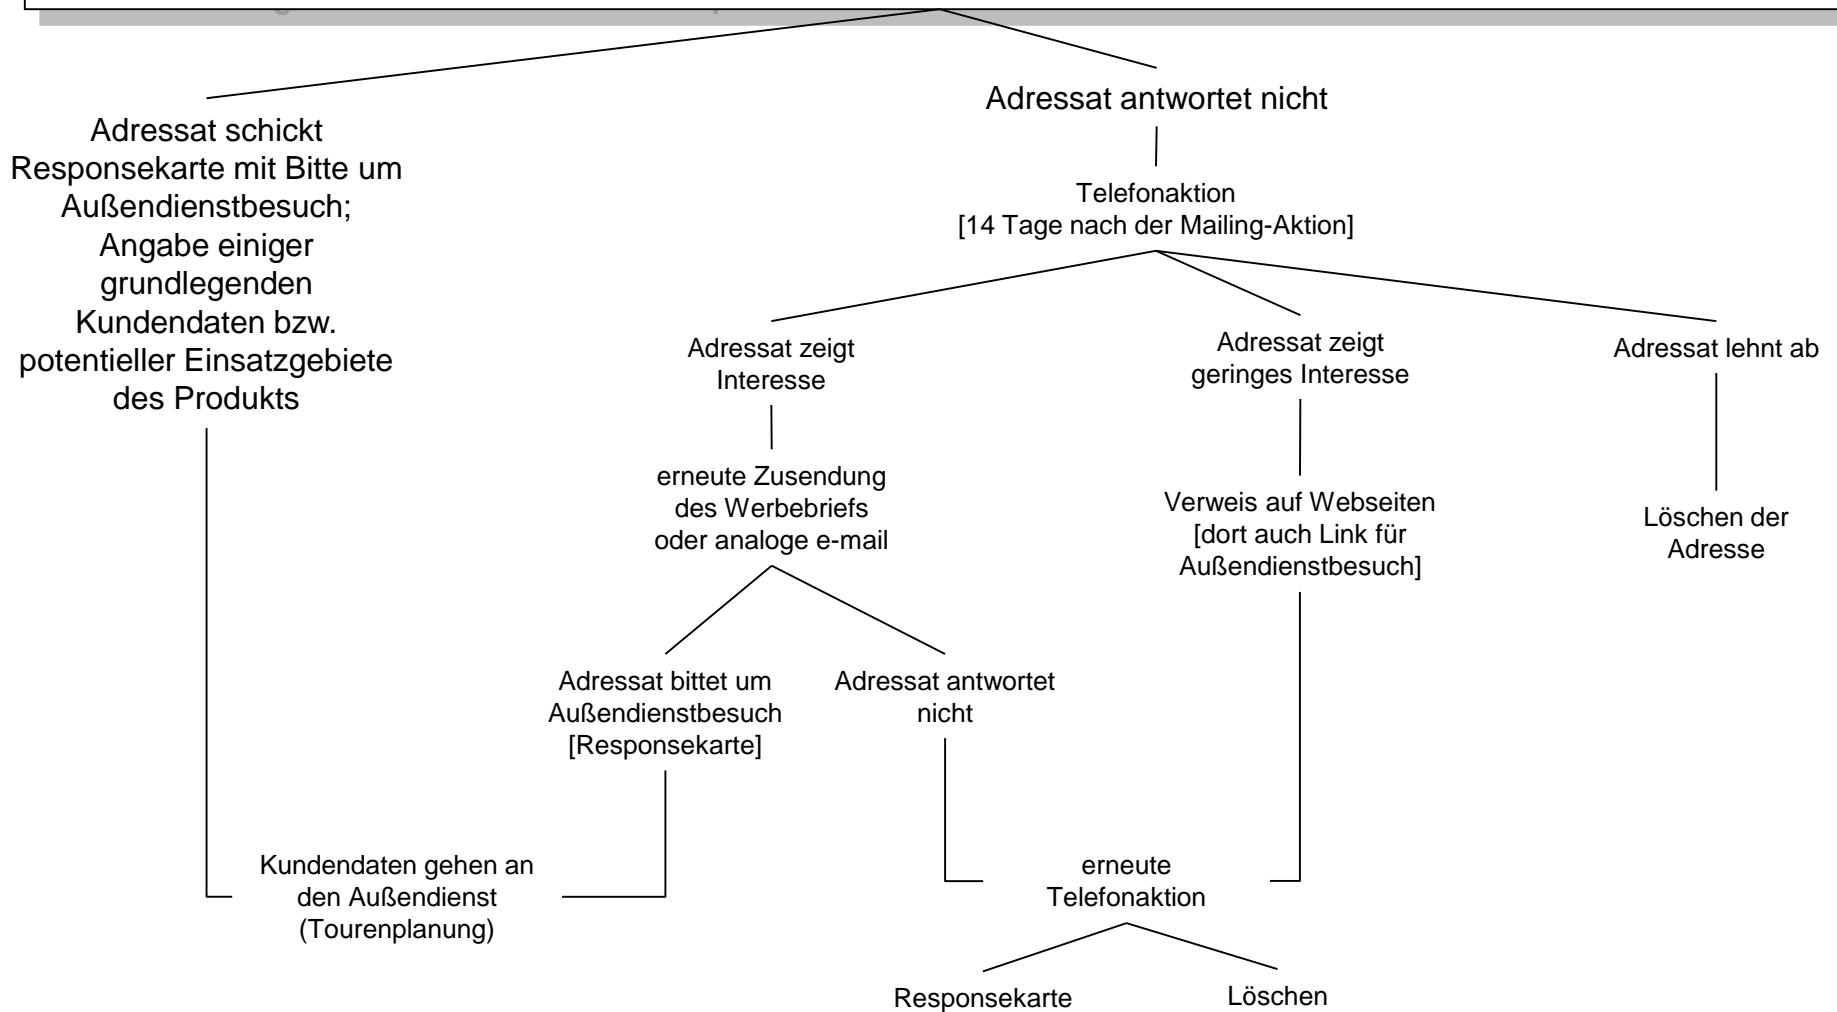 Adressat antwortet nicht
Adressat schickt
Responsekarte mit Bitte um
Außendienstbesuch;
Angabe einiger
grundlegenden
Kundendaten bzw.
potentieller Einsatzgebiete
des Produkts
Telefonaktion
[14 Tage nach der Mailing-Aktion]
Adressat zeigt
Interesse
Adressat zeigt
geringes Interesse
Adressat lehnt ab
erneute Zusendung
des Werbebriefs
oder analoge e-mail
Verweis auf Webseiten
[dort auch Link für
Außendienstbesuch]
Löschen der
Adresse
Adressat bittet um
Außendienstbesuch
[Responsekarte]
Adressat antwortet
nicht
Kundendaten gehen an
den Außendienst
(Tourenplanung)
erneute
Telefonaktion
Responsekarte
Löschen